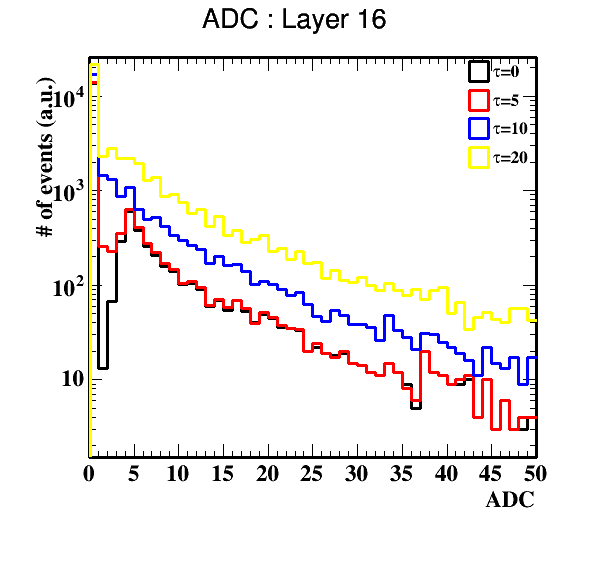 ADC : Layer 16
# of events (a.u.)
10⁴
10³
10²
10
τ=0
τ=5
τ=10
τ=20
0 5 10 15 20 25 30 35 40 45 50
ADC